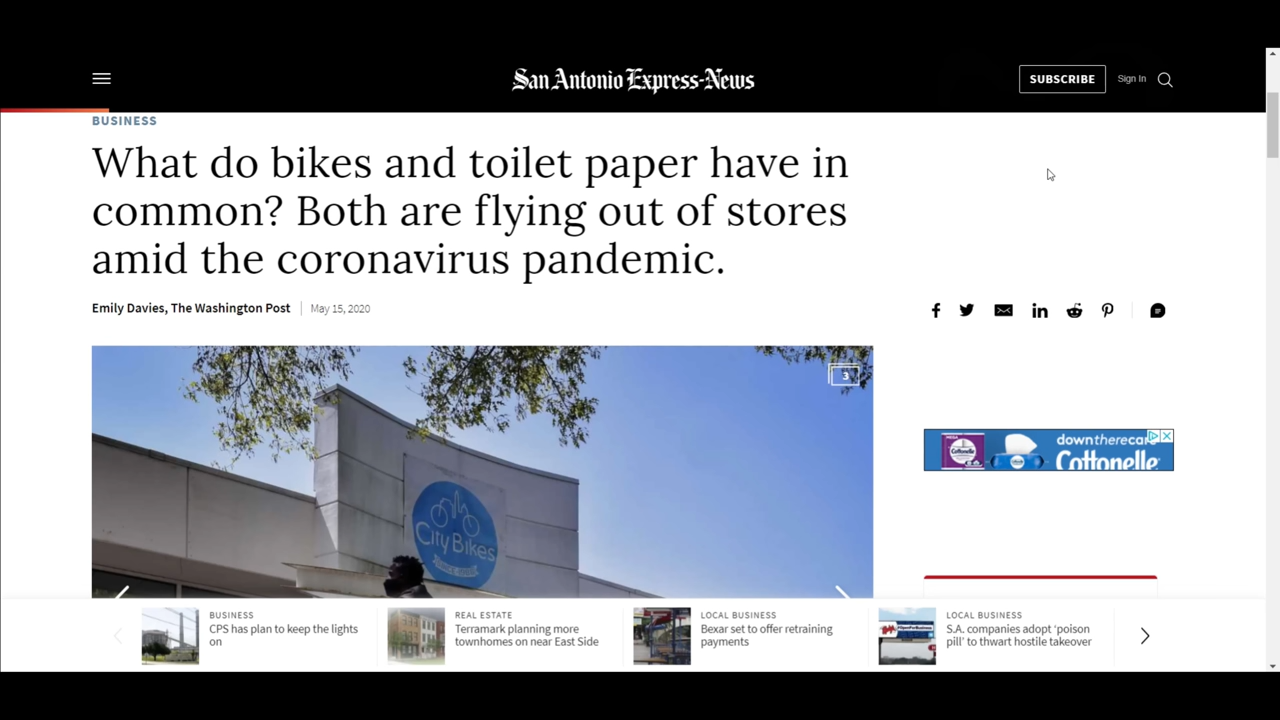 San Antonio Express-News
SUBSCRIBE
Sign In
BUSINESS
What do bikes and toilet paper have in
common? Both are flying out of stores
amid the coronavirus pandemic.
Emily Davies, The Washington Post
May 15, 2020
3
downtherecare
Cottonelle
City Bikes
BUSINESS
CPS has plan to keep the lights
on
REAL ESTATE
Terramark planning more
townhomes on near East Side
LOCAL BUSINESS
Bexar set to offer retraining
payments
LOCAL BUSINESS
S.A. companies adopt ‘poison
pill’ to thwart hostile takeover